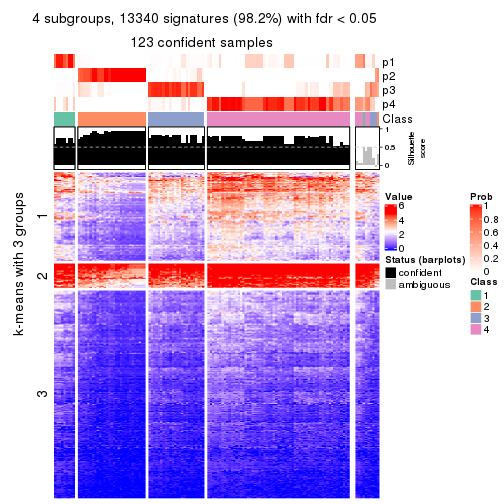 4 subgroups, 13340 signatures (98.2%) with fdr < 0.05
123 confident samples
p1
p2
p3
p4
Class
1
0.5
0
Silhouette
score
k-means with 3 groups
1
2
3
Value
6
4
2
0
Status (barplots)
confident
ambiguous
Prob
1
0.8
0.6
0.4
0.2
0
Class
1
2
3
4